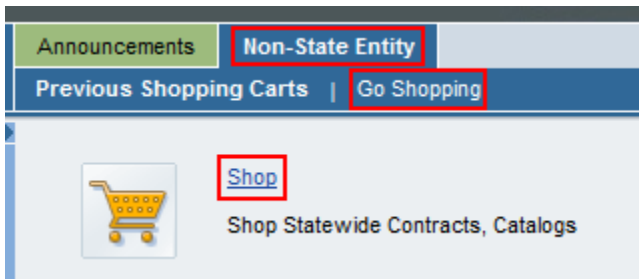 Announcements Non-State Entity
Previous Shopping Carts | Go Shopping
Shop
Shop Statewide Contracts, Catalogs